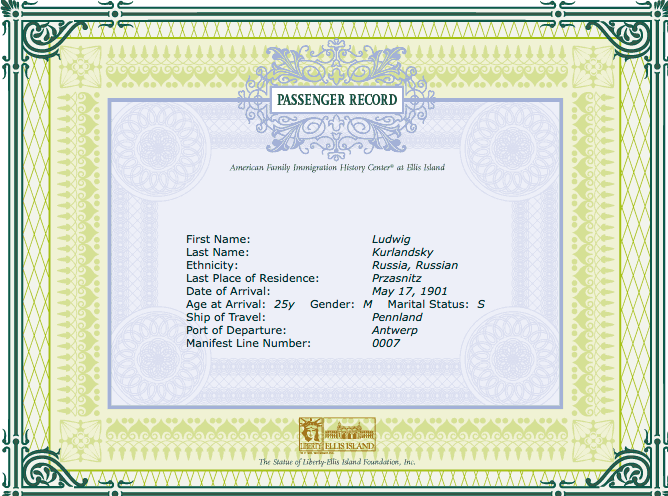 PASSENGER RECORD
American Family Immigration History Center® at Ellis Island
First Name: Ludwig
Last Name: Kurlandsky
Ethnicity: Russia, Russian
Last Place of Residence: Przasnitz
Date of Arrival: May 17, 1901
Age at Arrival: 25y Gender: M Marital Status: S
Ship of Travel: Pennland
Port of Departure: Antwerp
Manifest Line Number: 0007
LIBERTY ELLIS ISLAND
The Statue of Liberty-Ellis Island Foundation, Inc.